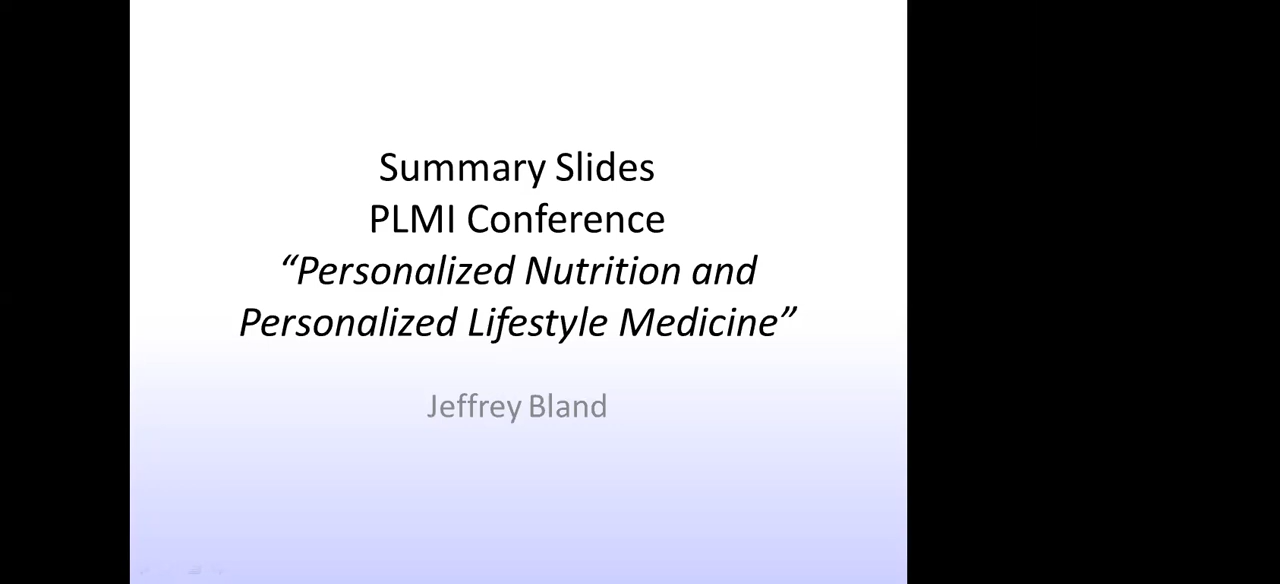 Summary Slides
PLMI Conference
“Personalized Nutrition and
Personalized Lifestyle Medicine”
Jeffrey Bland